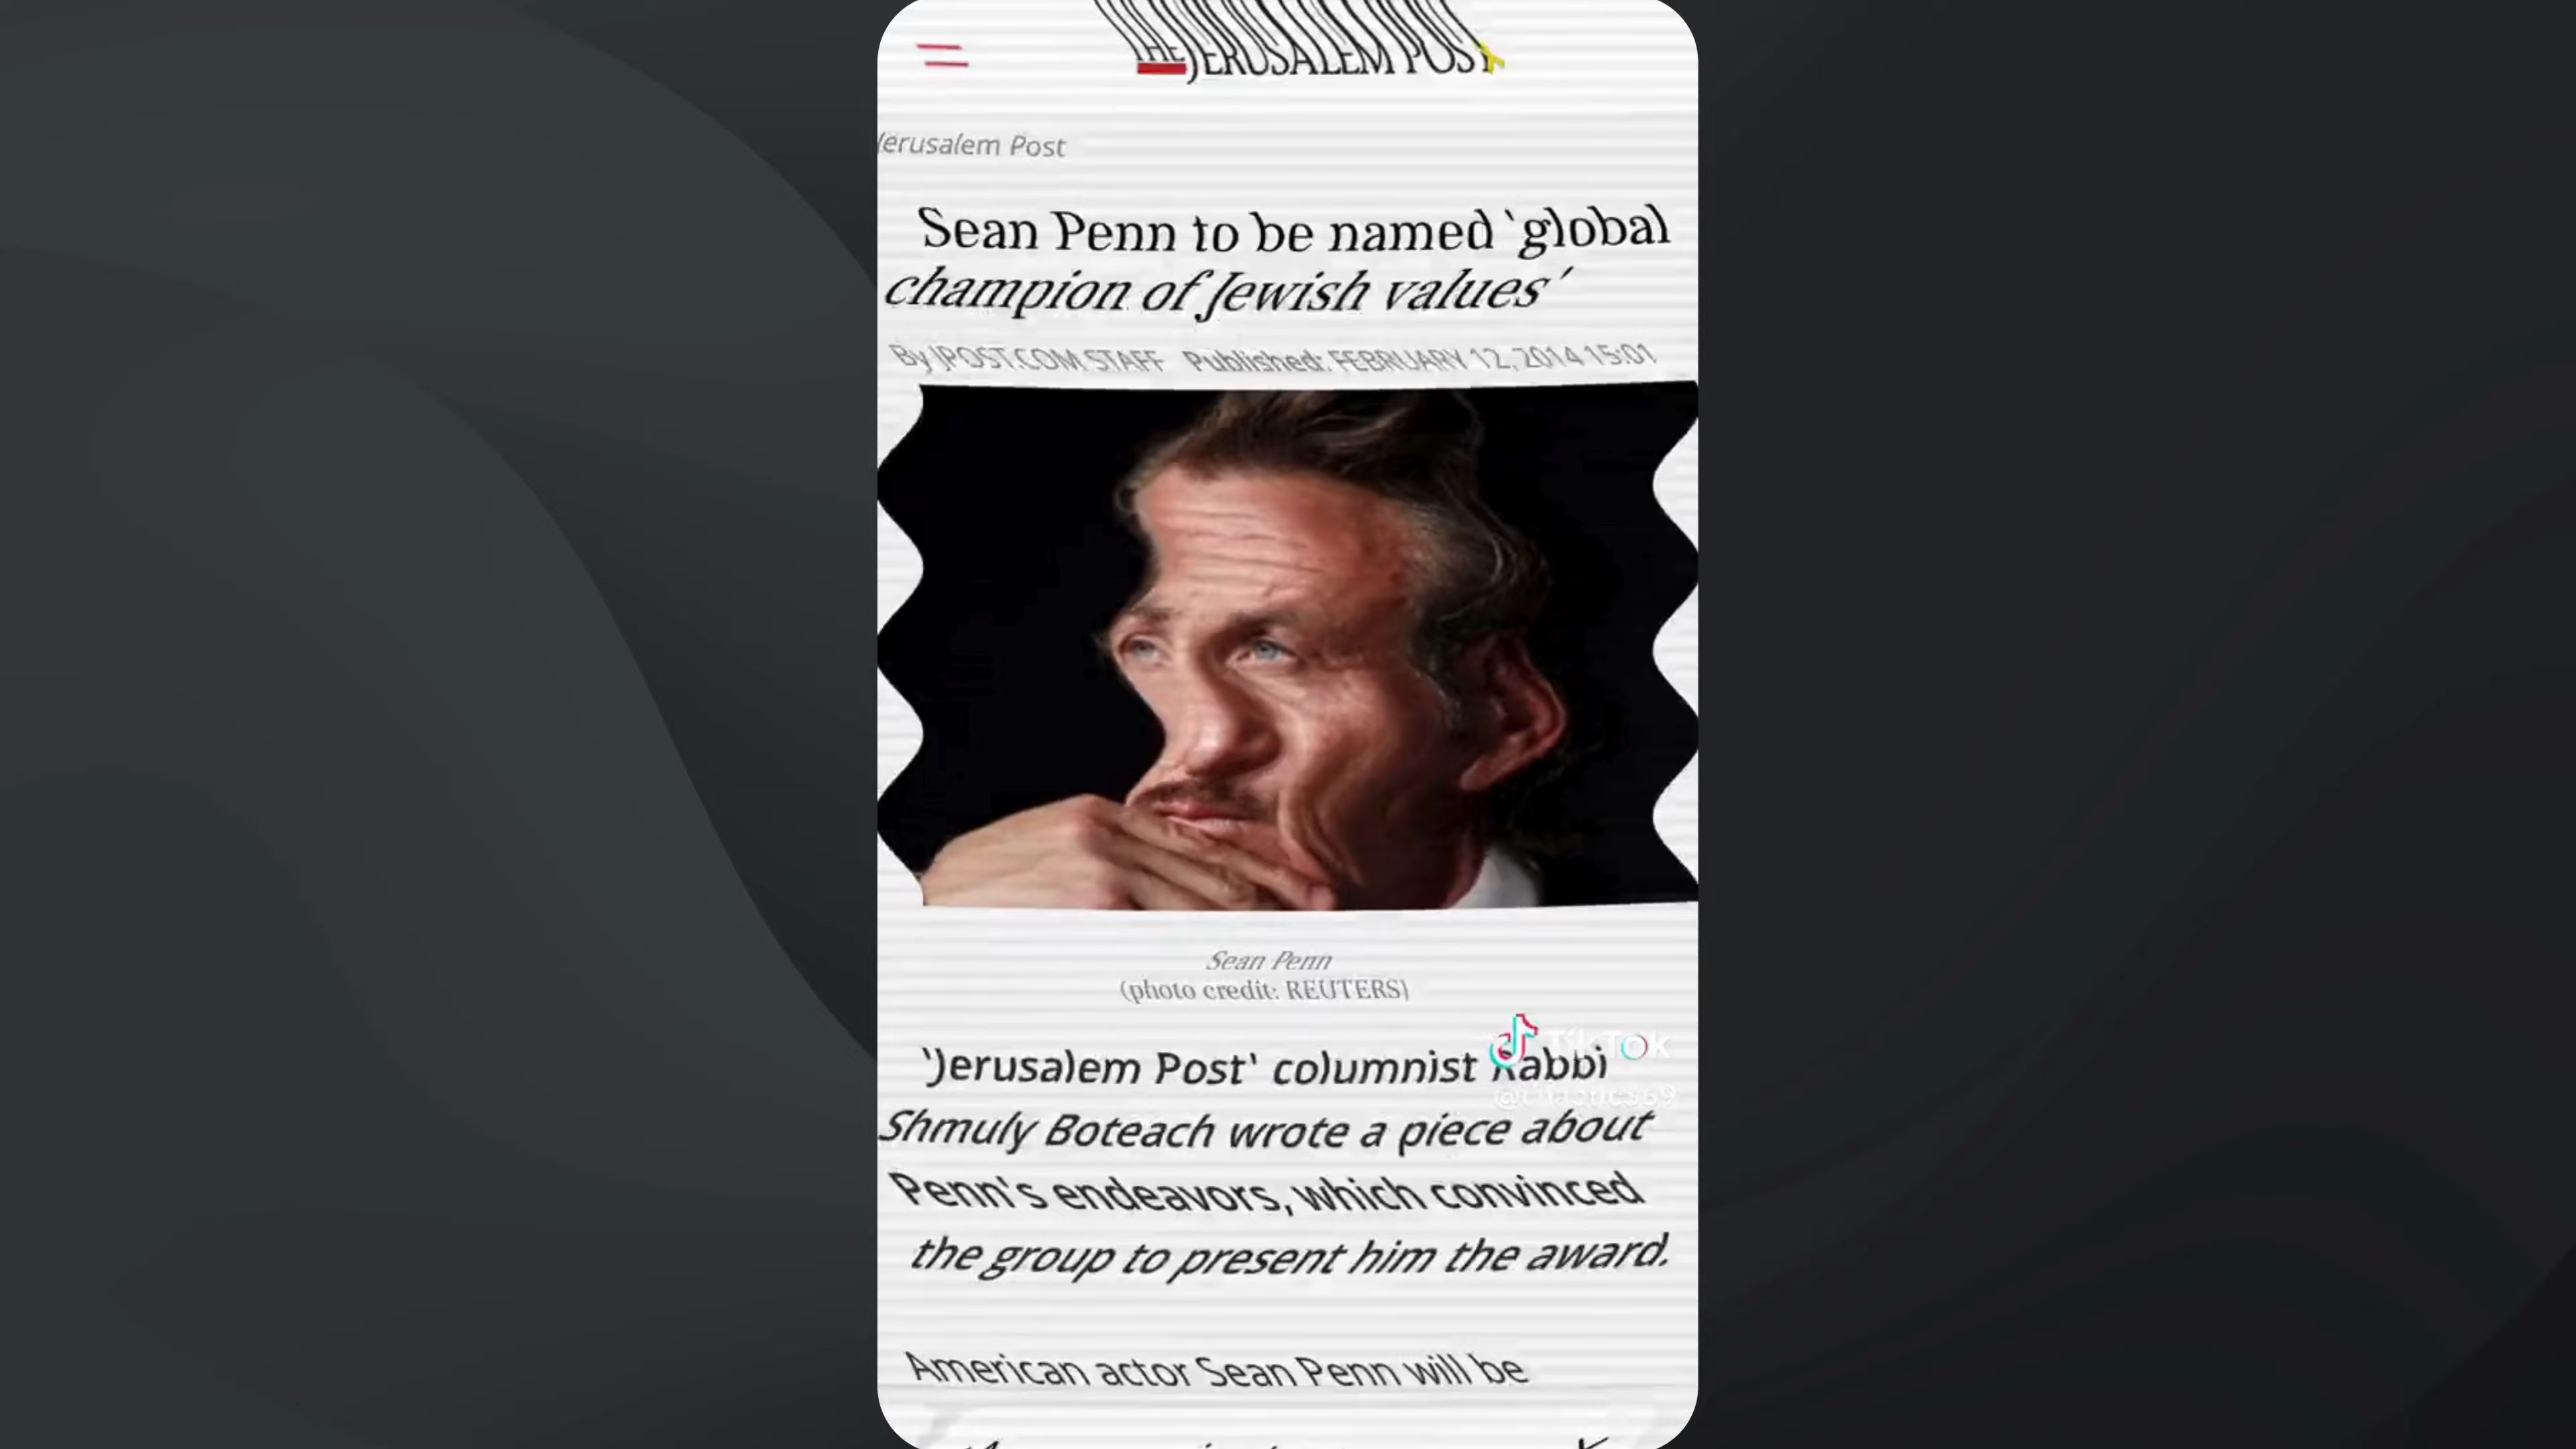 THE JERUSALEM POST
Jerusalem Post
Sean Penn to be named 'global
champion of Jewish values'
By JPOST.COM STAFF Published: FEBRUARY 12, 2014 15:01
Sean Penn
(photo credit: REUTERS)
'Jerusalem Post' columnist Rabbi
TikTok
Shmuly Boteach wrote a piece about
Penn's endeavors, which convinced
the group to present him the award.
American actor Sean Penn will be